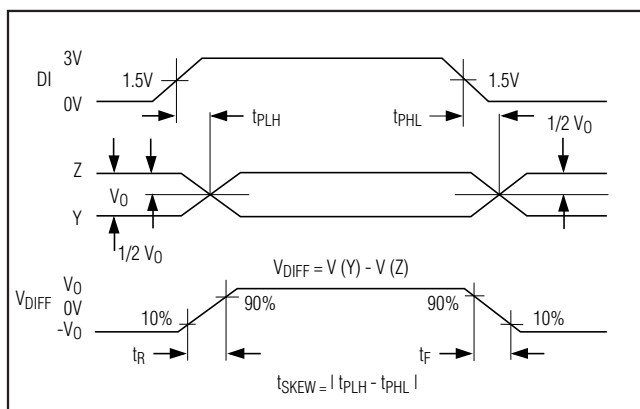 3V
DI
1.5V
1.5V
0V
tPLH
tPHL
1/2 VO
Z
VO
Y
1/2 VO
VDIFF = V (Y) - V (Z)
VO
VDIFF
0V
-VO
90%
90%
10%
10%
tR
tF
tSKEW = | tPLH - tPHL |